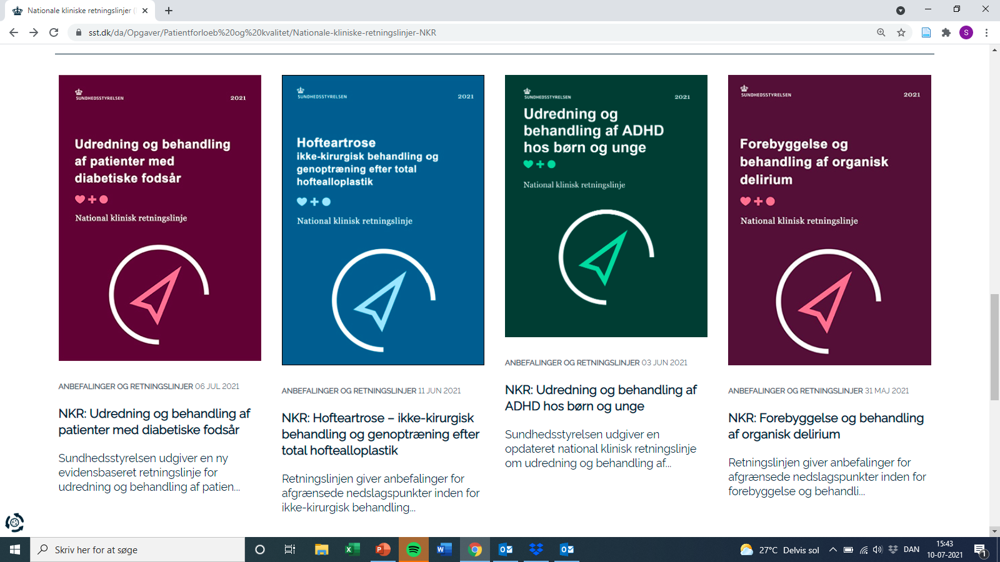 Nationale kliniske retningslinjer (
sst.dk/da/Opgaver/Patientforloeb%20og%20kvalitet/Nationale-kliniske-retningslinjer-NKR
S
SUNDHEDSSTYRELSEN
2021
Udredning og behandling
af patienter med
diabetiske fodsår
National klinisk retningslinje
ANBEFALINGER OG RETNINGSLINJER 06 JUL 2021
NKR: Udredning og behandling af
patienter med diabetiske fodsår
Sundhedsstyrelsen udgiver en ny
evidensbaseret retningslinje for
udredning og behandling af patien...
SUNDHEDSSTYRELSEN
2021
Hofteartrose
ikke-kirurgisk behandling og
genoptræning efter total
hoftealloplastik
National klinisk retningslinje
ANBEFALINGER OG RETNINGSLINJER 11 JUN 2021
NKR: Hofteartrose – ikke-kirurgisk
behandling og genoptræning efter
total hoftealloplastik
Retningslinjen giver anbefalinger for
afgrænsede nedslagspunkter inden for
ikke-kirurgisk behandling...
SUNDHEDSSTYRELSEN
2021
Udredning og
behandling af ADHD
hos børn og unge
National klinisk retningslinje
ANBEFALINGER OG RETNINGSLINJER 03 JUN 2021
NKR: Udredning og behandling af
ADHD hos børn og unge
Sundhedsstyrelsen udgiver en
opdateret national klinisk retningslinje
om udredning og behandling af...
SUNDHEDSSTYRELSEN
2021
Forebyggelse og
behandling af organisk
delirium
National klinisk retningslinje
ANBEFALINGER OG RETNINGSLINJER 31 MAJ 2021
NKR: Forebyggelse og behandling
af organisk delirium
Retningslinjen giver anbefalinger for
afgrænsede nedslagspunkter inden for
forebyggelse og behandli...
Skriv her for at søge
27°C Delvis sol
DAN
15:43
10-07-2021
1